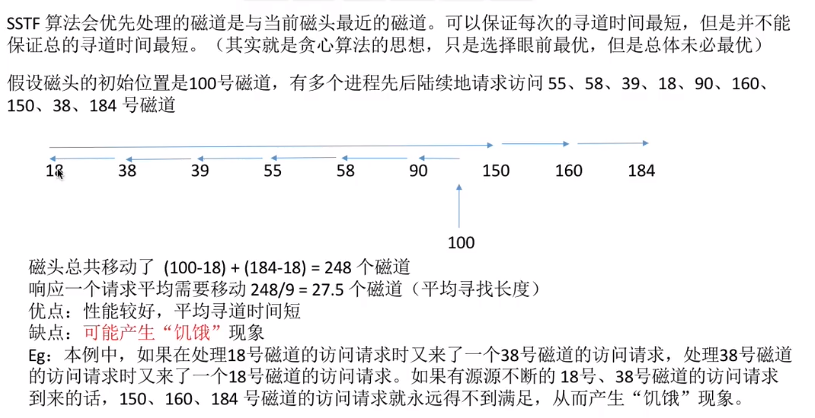 SSTF 算法会优先处理的磁道是与当前磁头最近的磁道。可以保证每次的寻道时间最短，但是并不能
保证总的寻道时间最短。（其实就是贪心算法的思想，只是选择眼前最优，但是总体未必最优）
假设磁头的初始位置是100号磁道，有多个进程先后陆续地请求访问 55、58、39、18、90、160、
150、38、184 号磁道
18 38 39 55 58 90 150 160 184
100
磁头总共移动了 (100-18) + (184-18) = 248 个磁道
响应一个请求平均需要移动 248/9 = 27.5 个磁道（平均寻找长度）
优点：性能较好，平均寻道时间短
缺点：可能产生“饥饿”现象
Eg：本例中，如果在处理18号磁道的访问请求时又来了一个38号磁道的访问请求，处理38号磁道
的访问请求时又来了一个18号磁道的访问请求。如果有源源不断的 18号、38号磁道的访问请求
到来的话，150、160、184 号磁道的访问请求就永远得不到满足，从而产生“饥饿”现象。